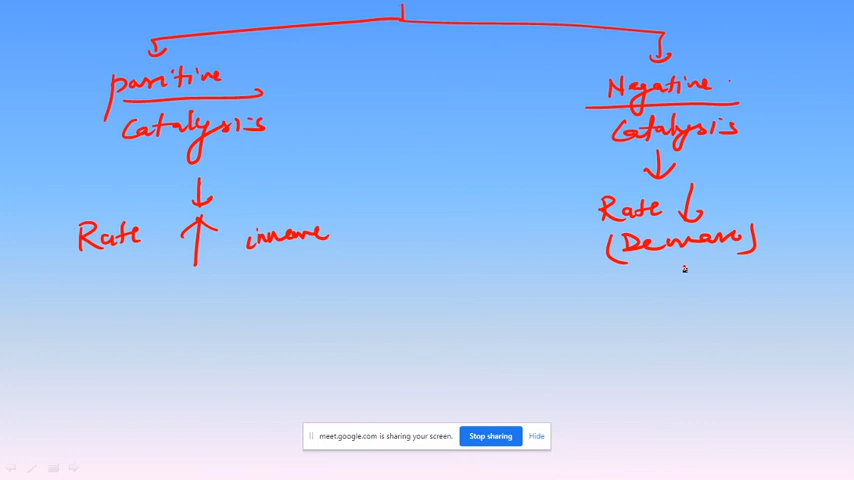 Positive
Catalysis
Rate ↑ increase
Negative
Catalysis
Rate ↓
(Decrease)
meet.google.com is sharing your screen. Stop sharing Hide